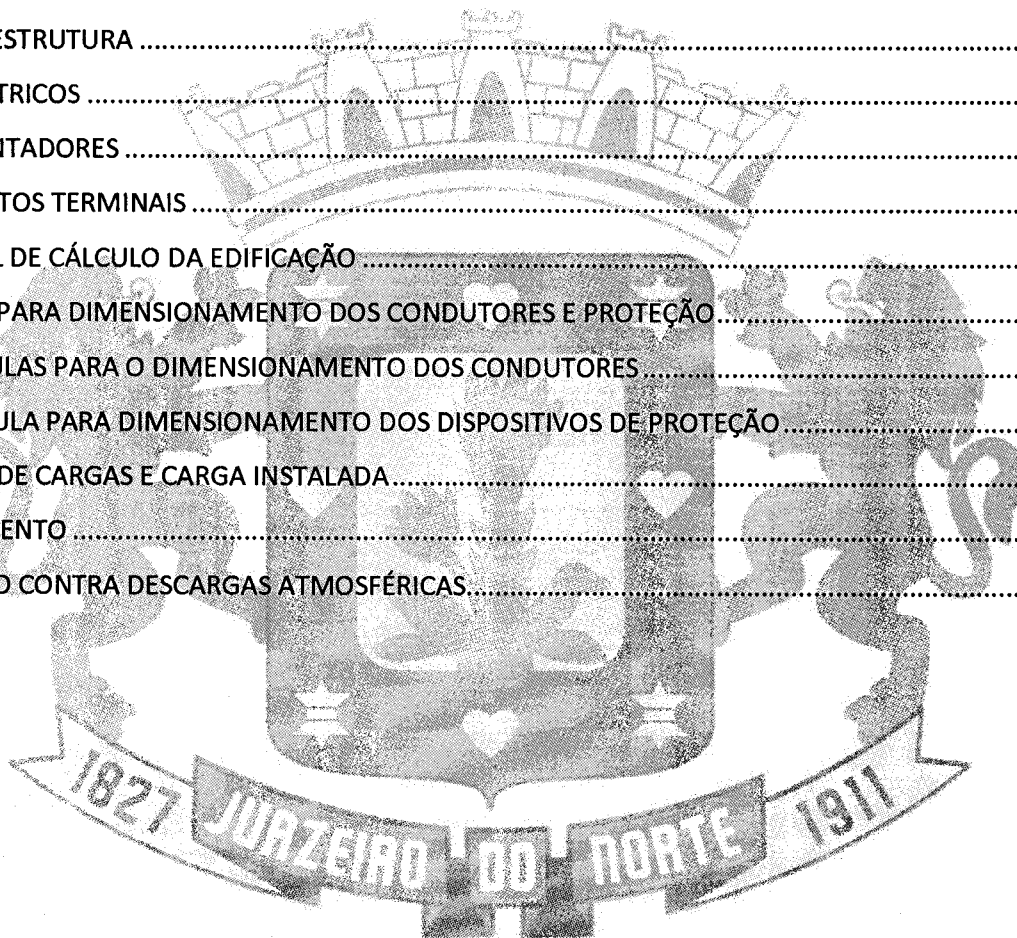 ESTRUTURA
TRICOS
NTADORES
TOS TERMINAIS
L DE CÁLCULO DA EDIFICAÇÃO
PARA DIMENSIONAMENTO DOS CONDUTORES E PROTEÇÃO
ULAS PARA O DIMENSIONAMENTO DOS CONDUTORES
ULA PARA DIMENSIONAMENTO DOS DISPOSITIVOS DE PROTEÇÃO
DE CARGAS E CARGA INSTALADA
ENTO
O CONTRA DESCARGAS ATMOSFÉRICAS
1827 JUAZEIRO DO NORTE 1911